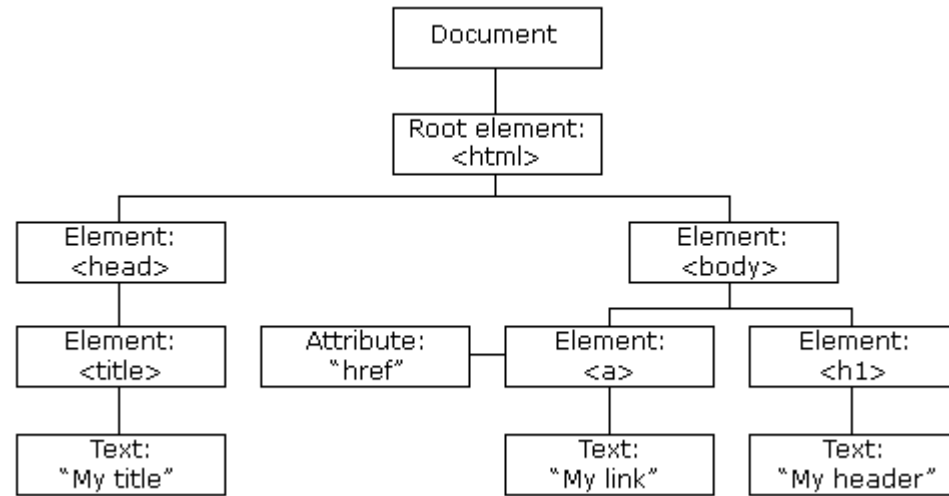 Document
Root element:
<html>
Element:
<head>
Element:
<body>
Element:
<title>
Attribute:
“href”
Element:
<a>
Element:
<h1>
Text:
“My title”
Text:
“My link”
Text:
“My header”